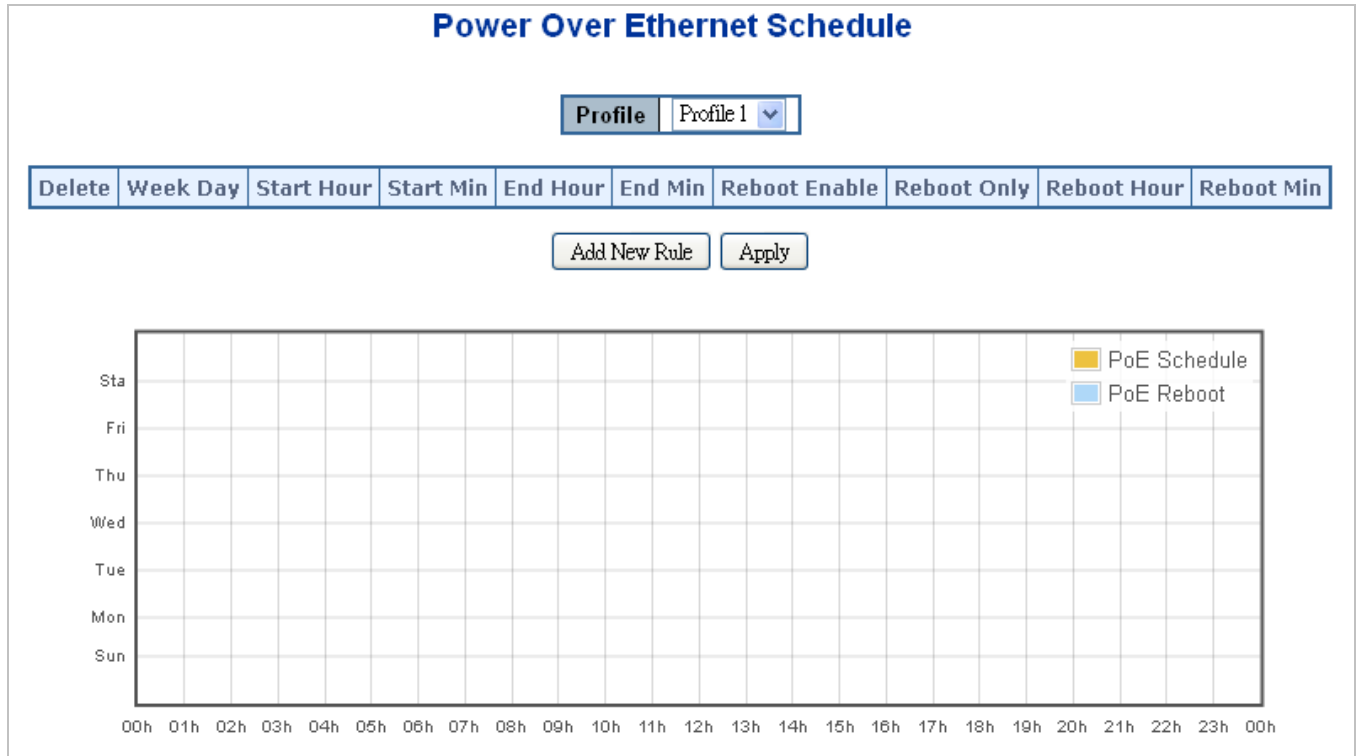 Power Over Ethernet Schedule
Profile Profile 1
Delete Week Day Start Hour Start Min End Hour End Min Reboot Enable Reboot Only Reboot Hour Reboot Min
Add New Rule Apply
PoE Schedule
PoE Reboot
Sta
Fri
Thu
Wed
Tue
Mon
Sun
00h 01h 02h 03h 04h 05h 06h 07h 08h 09h 10h 11h 12h 13h 14h 15h 16h 17h 18h 19h 20h 21h 22h 23h 00h